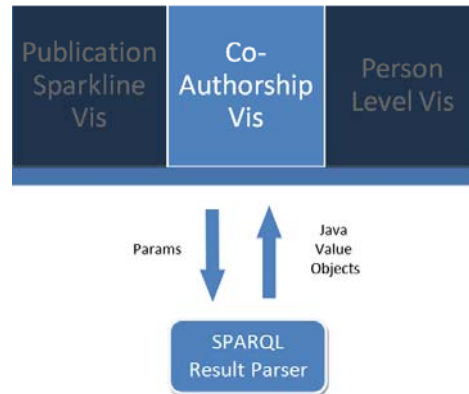 Publication
Sparkline
Vis
Co-
Authorship
Vis
Person
Level Vis
Params
Java
Value
Objects
SPARQL
Result Parser